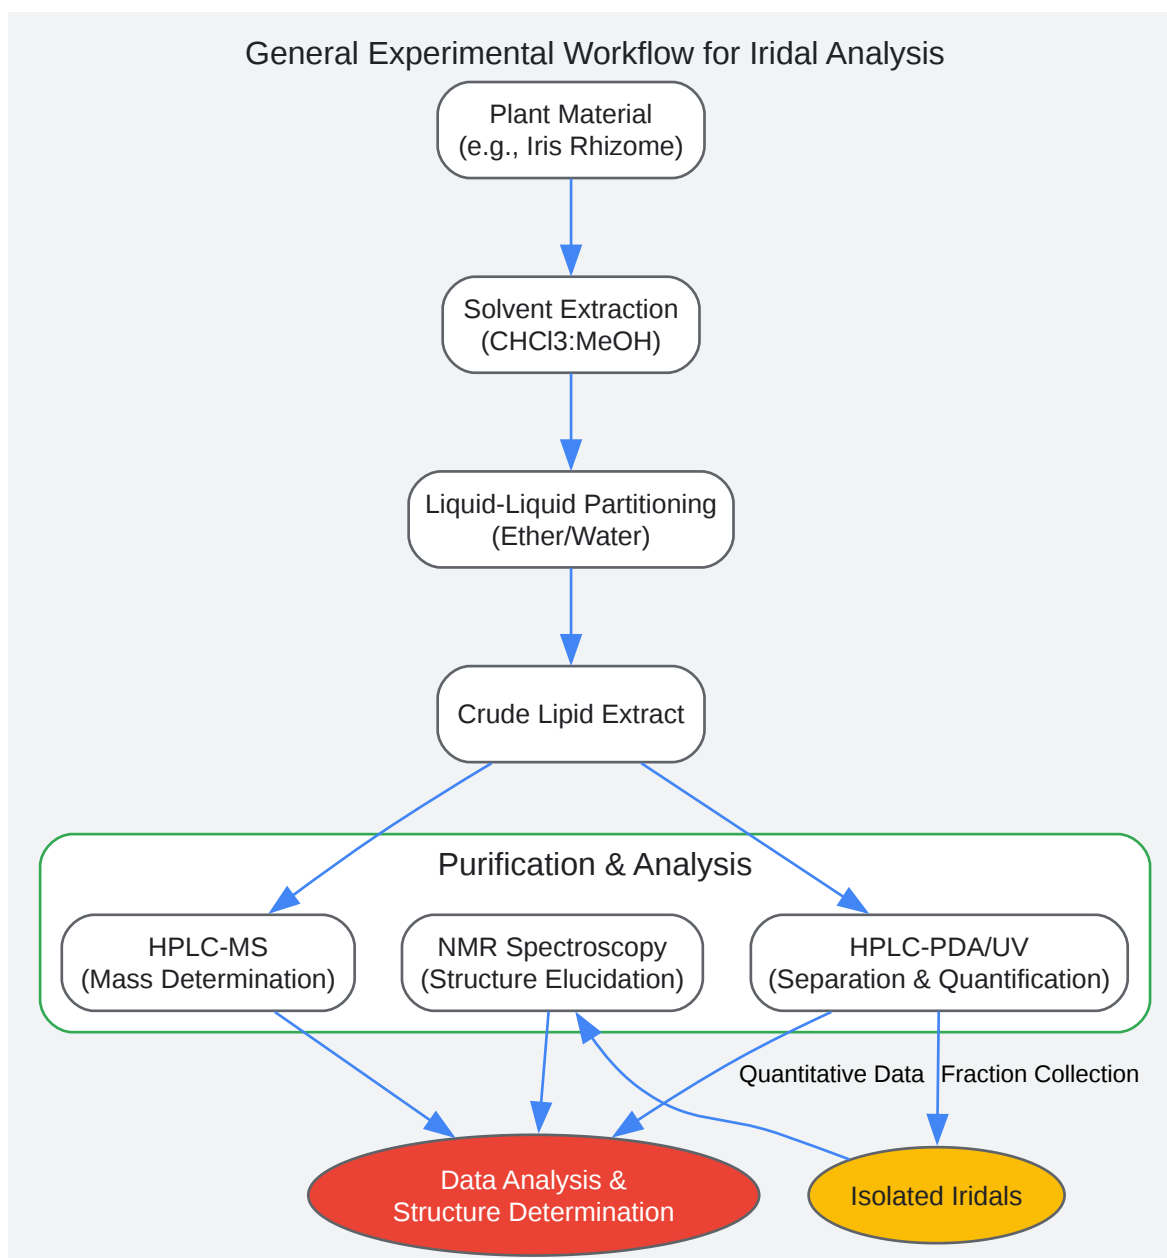 General Experimental Workflow for Iridal Analysis
Plant Material
(e.g., Iris Rhizome)
Solvent Extraction
(CHCl3:MeOH)
Liquid-Liquid Partitioning
(Ether/Water)
Crude Lipid Extract
Purification & Analysis
HPLC-MS
(Mass Determination)
NMR Spectroscopy
(Structure Elucidation)
HPLC-PDA/UV
(Separation & Quantification)
Quantitative Data
Fraction Collection
Data Analysis &
Structure Determination
Isolated Iridals